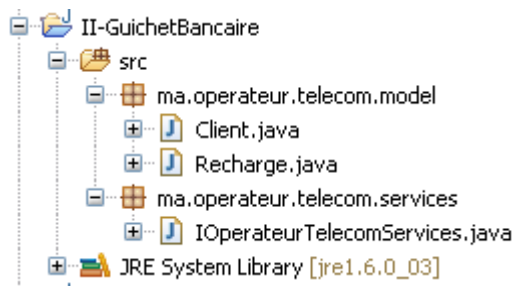 II-GuichetBancaire
src
ma.operateur.telecom.model
Client.java
Recharge.java
ma.operateur.telecom.services
IOperateurTelecomServices.java
JRE System Library [jre1.6.0_03]